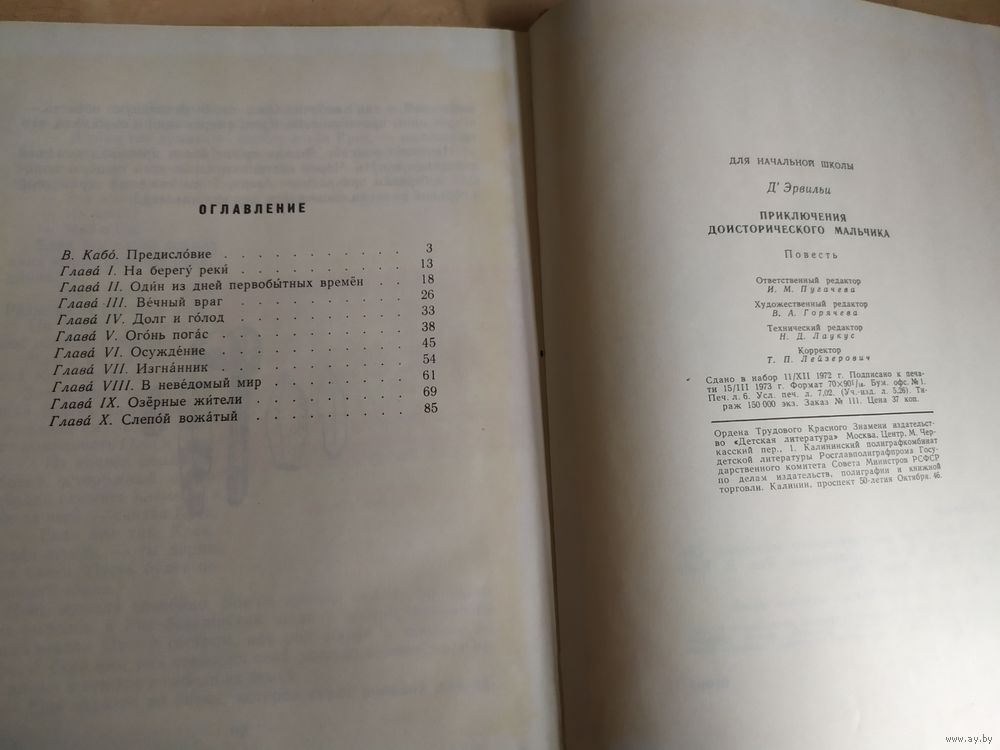 ОГЛАВЛЕНИЕ
В. Кабо́. Предисло́вие . . . . . . . . . . 3
Глава́ I. На берегу́ реки́ . . . . . . . . . 13
Глава́ II. Оди́н из дней первобы́тных времён . . 18
Глава́ III. Ве́чный враг . . . . . . . . . . 26
Глава́ IV. Долг и го́лод . . . . . . . . . 33
Глава́ V. Ого́нь пога́с . . . . . . . . . . 38
Глава́ VI. Осужде́ние . . . . . . . . . . 45
Глава́ VII. Изгна́нник . . . . . . . . . . 54
Глава́ VIII. В неве́домый мир . . . . . . . . 61
Глава́ IX. Озёрные жи́тели . . . . . . . . . 69
Глава́ X. Слепо́й вожа́тый . . . . . . . . . 85
ДЛЯ НАЧАЛЬНОЙ ШКОЛЫ
Д' Эрвильи
ПРИКЛЮЧЕНИЯ
ДОИСТОРИЧЕСКОГО МАЛЬЧИКА
Повесть
Ответственный редактор
И. М. Пугачева
Художественный редактор
В. А. Горячева
Технический редактор
Н. Д. Лаукус
Корректор
Т. П. Лейзерович
Сдано в набор 11/XII 1972 г. Подписано к печа-
ти 15/III 1973 г. Формат 70×90¹/₁₆. Бум. офс. № 1.
Печ. л. 6. Усл. печ. л. 7,02. (Уч.-изд. л. 5,26). Ти-
раж 150 000 экз. Заказ № 111. Цена 37 коп.
Ордена Трудового Красного Знамени издательст-
во «Детская литература» Москва, Центр, М. Чер-
касский пер., 1. Калининский полиграфкомбинат
детской литературы Росглавполиграфпрома Госу-
дарственного комитета Совета Министров РСФСР
по делам издательств, полиграфии и книжной
торговли. Калинин, проспект 50-летия Октября, 46.
www.ay.by